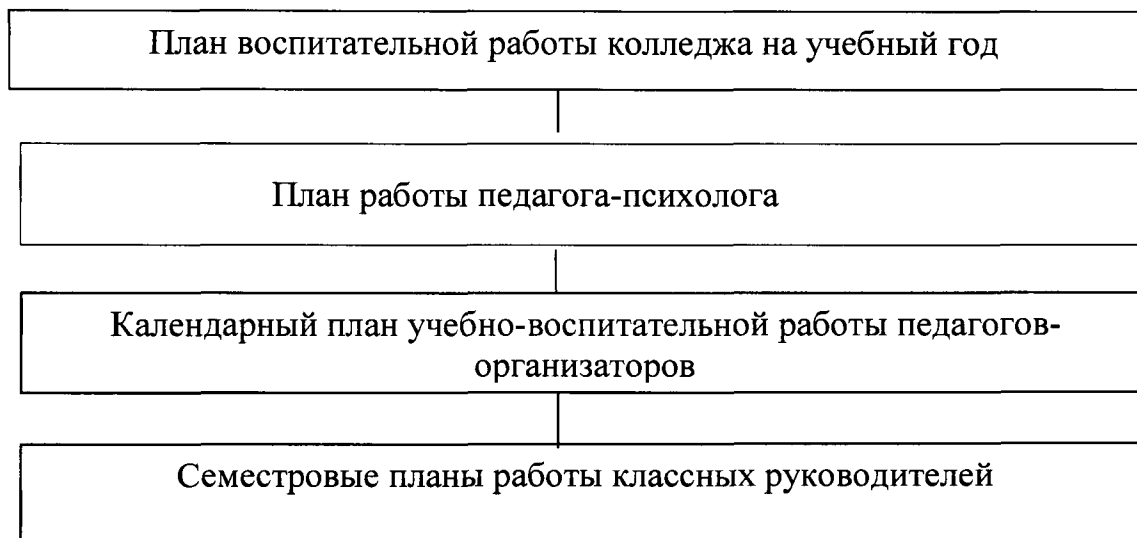 План воспитательной работы колледжа на учебный год
План работы педагога-психолога
Календарный план учебно-воспитательной работы педагогов-
организаторов
Семестровые планы работы классных руководителей